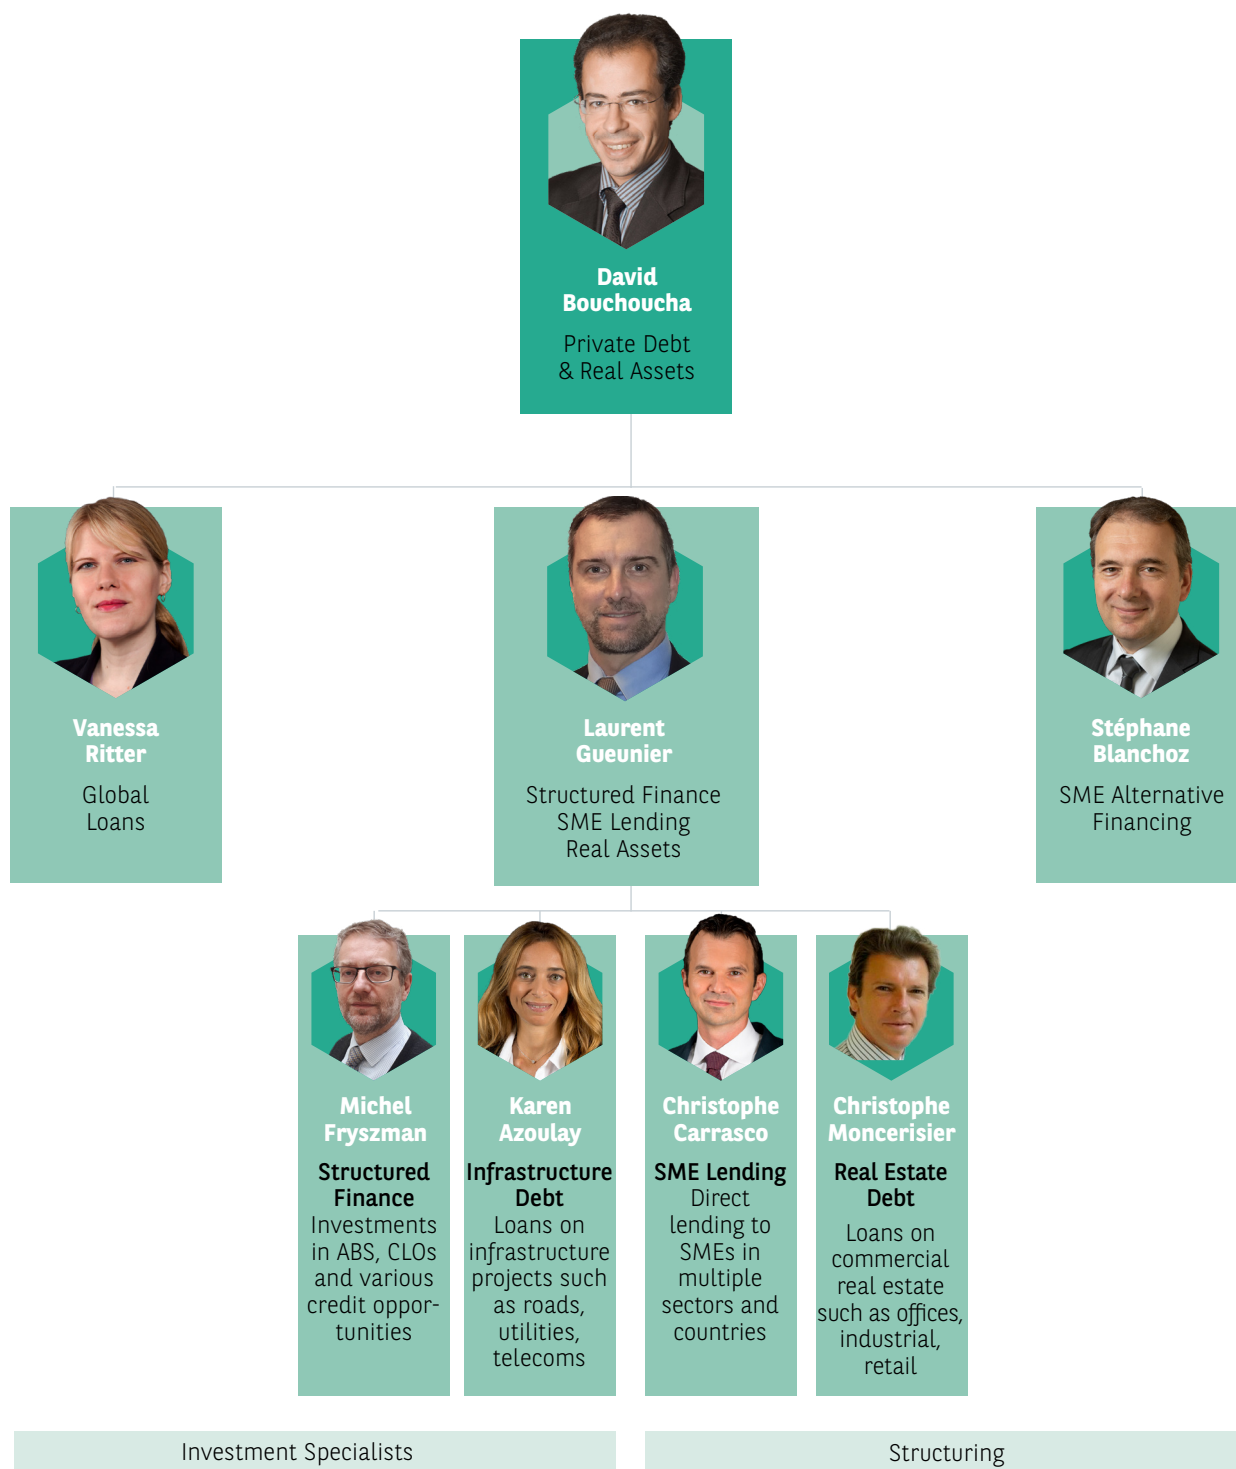 David
Bouchoucha
Private Debt
& Real Assets
Vanessa
Ritter
Global
Loans
Laurent
Gueunier
Structured Finance
SME Lending
Real Assets
Stéphane
Blanchoz
SME Alternative
Financing
Michel
Fryszman
Structured
Finance
Investments
in ABS, CLOs
and various
credit oppor-
tunities
Karen
Azoulay
Infrastructure
Debt
Loans on
infrastructure
projects such
as roads,
utilities,
telecoms
Christophe
Carrasco
SME Lending
Direct
lending to
SMEs in
multiple
sectors and
countries
Christophe
Moncerisier
Real Estate
Debt
Loans on
commercial
real estate
such as offices,
industrial,
retail
Investment Specialists
Structuring